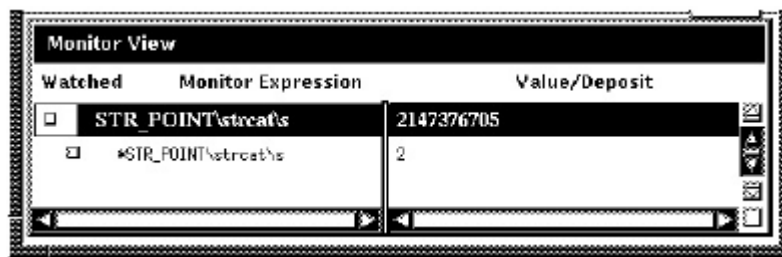 Monitor View
Watched Monitor Expression Value/Deposit
STR_POINT\strcat\s 2147376705
*STR_POINT\strcat\s 2